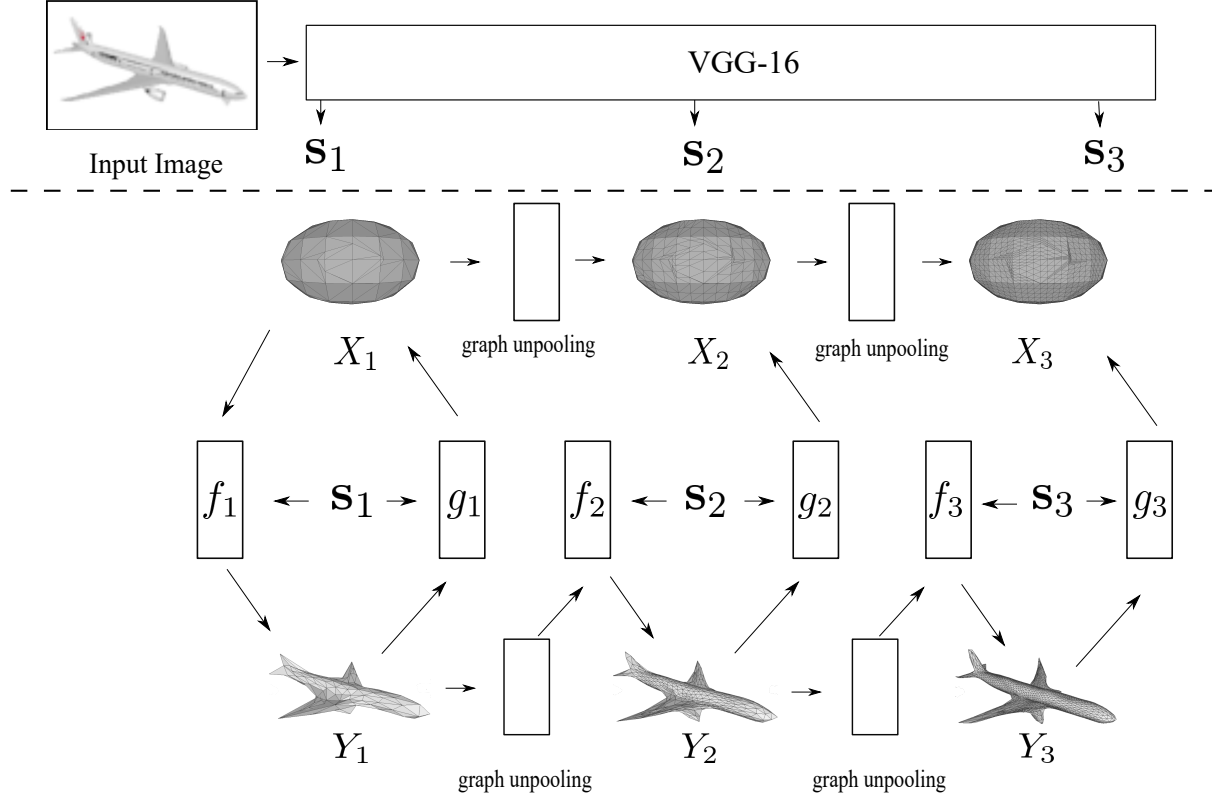 VGG-16
Input Image
s₁
s₂
s₃
X₁
graph unpooling
X₂
graph unpooling
X₃
f₁
s₁
g₁
f₂
s₂
g₂
f₃
s₃
g₃
Y₁
graph unpooling
Y₂
graph unpooling
Y₃